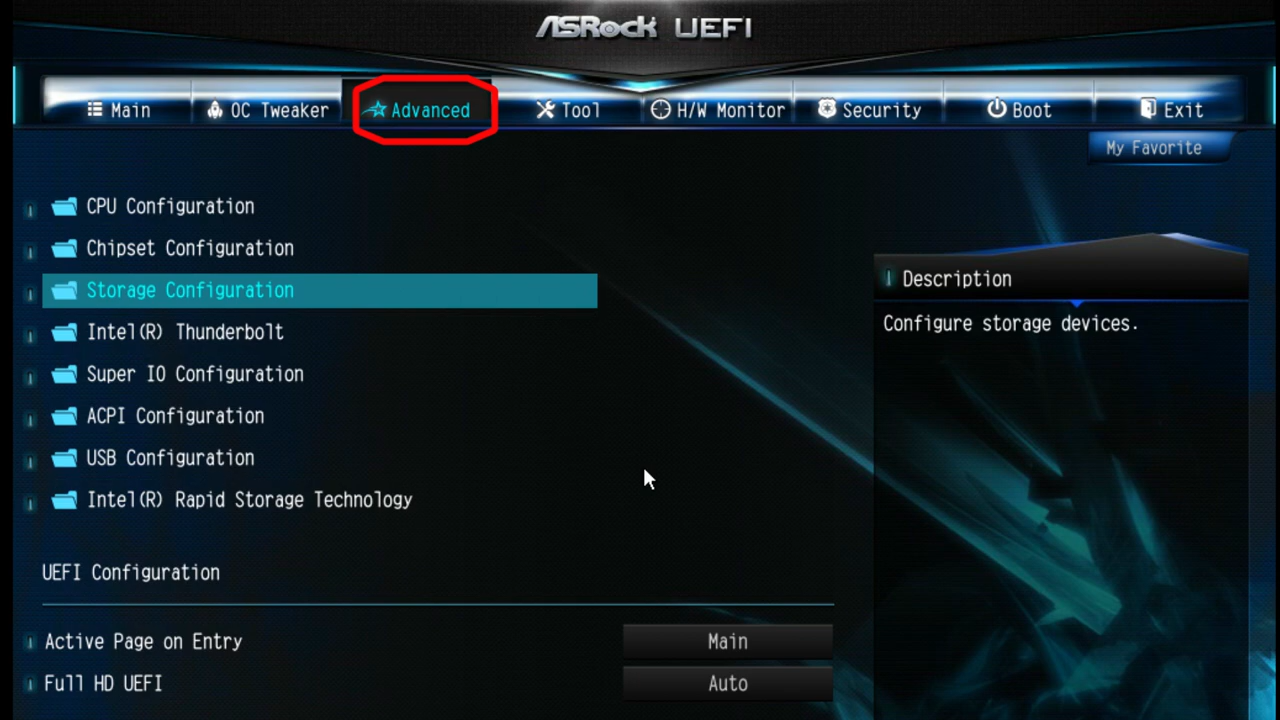 ASRock UEFI
Main OC Tweaker Advanced Tool H/W Monitor Security Boot Exit
My Favorite
CPU Configuration
Chipset Configuration
Storage Configuration
Intel(R) Thunderbolt
Super IO Configuration
ACPI Configuration
USB Configuration
Intel(R) Rapid Storage Technology
UEFI Configuration
Active Page on Entry Main
Full HD UEFI Auto
Description
Configure storage devices.